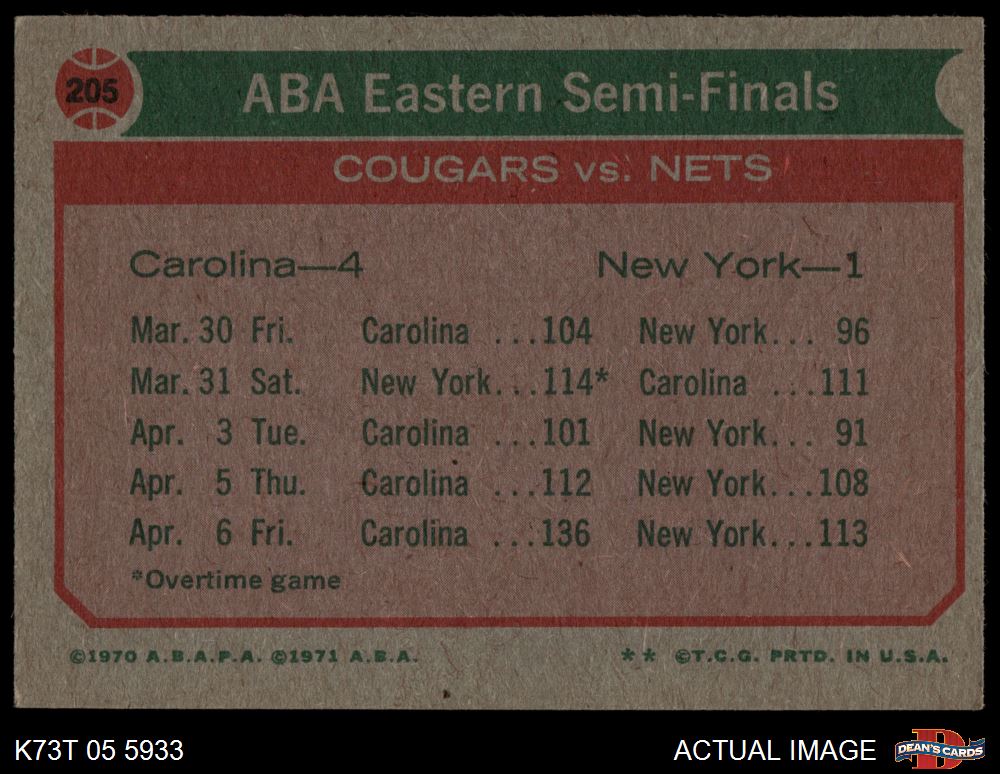 205
ABA Eastern Semi-Finals
COUGARS vs. NETS
Carolina—4 New York—1
Mar. 30 Fri. Carolina ...104 New York... 96
Mar. 31 Sat. New York...114* Carolina ...111
Apr. 3 Tue. Carolina ...101 New York... 91
Apr. 5 Thu. Carolina ...112 New York...108
Apr. 6 Fri. Carolina ...136 New York...113
*Overtime game
©1970 A.B.A.P.A. ©1971 A.B.A. ** ©T.C.G. PRTD. IN U.S.A.
K73T 05 5933 ACTUAL IMAGE DEAN'S CARDS